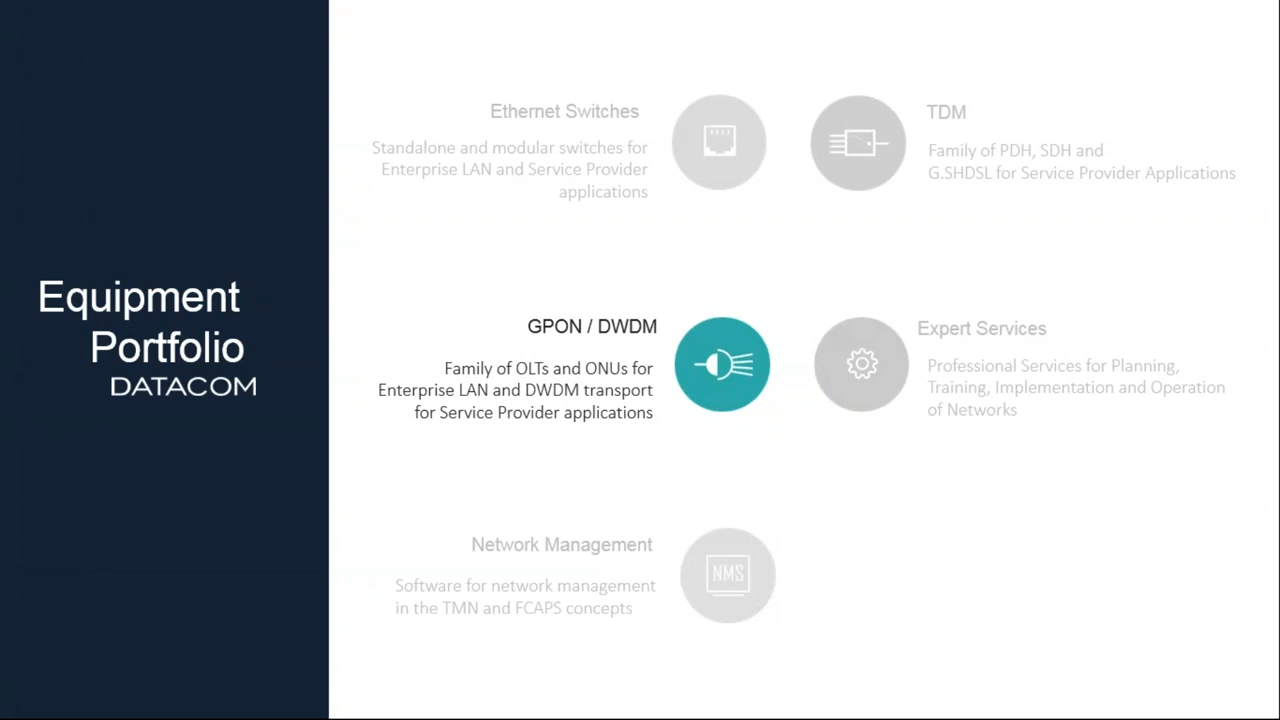 Equipment
Portfolio
DATACOM
Ethernet Switches
Standalone and modular switches for
Enterprise LAN and Service Provider
applications
TDM
Family of PDH, SDH and
G.SHDSL for Service Provider Applications
GPON / DWDM
Family of OLTs and ONUs for
Enterprise LAN and DWDM transport
for Service Provider applications
Expert Services
Professional Services for Planning,
Training, Implementation and Operation
of Networks
Network Management
Software for network management
in the TMN and FCAPS concepts
NMS